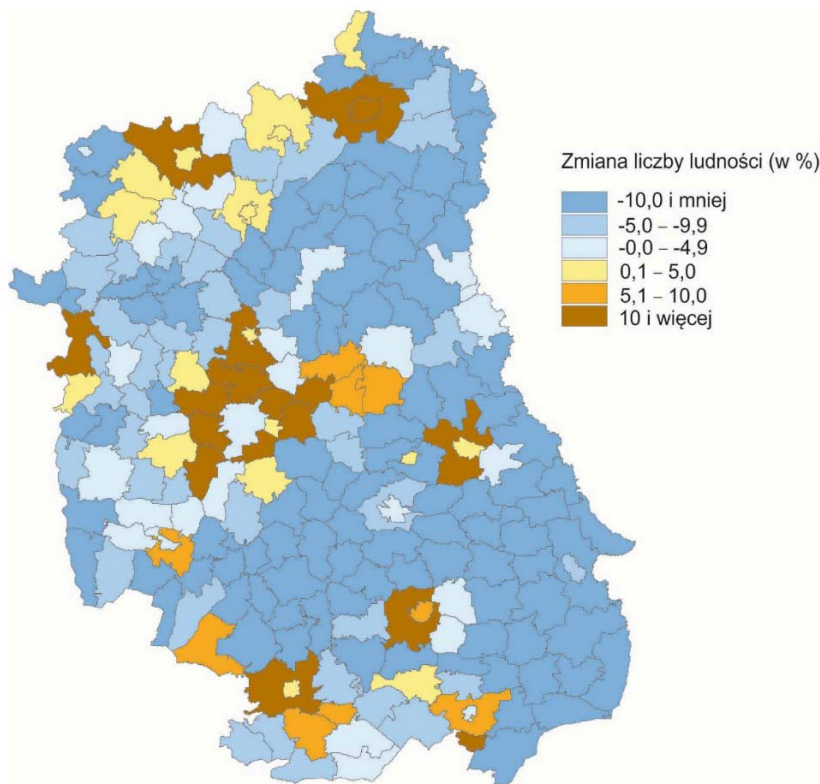 Zmiana liczby ludności (w %)
-10,0 i mniej
-5,0 – -9,9
-0,0 – -4,9
0,1 – 5,0
5,1 – 10,0
10 i więcej